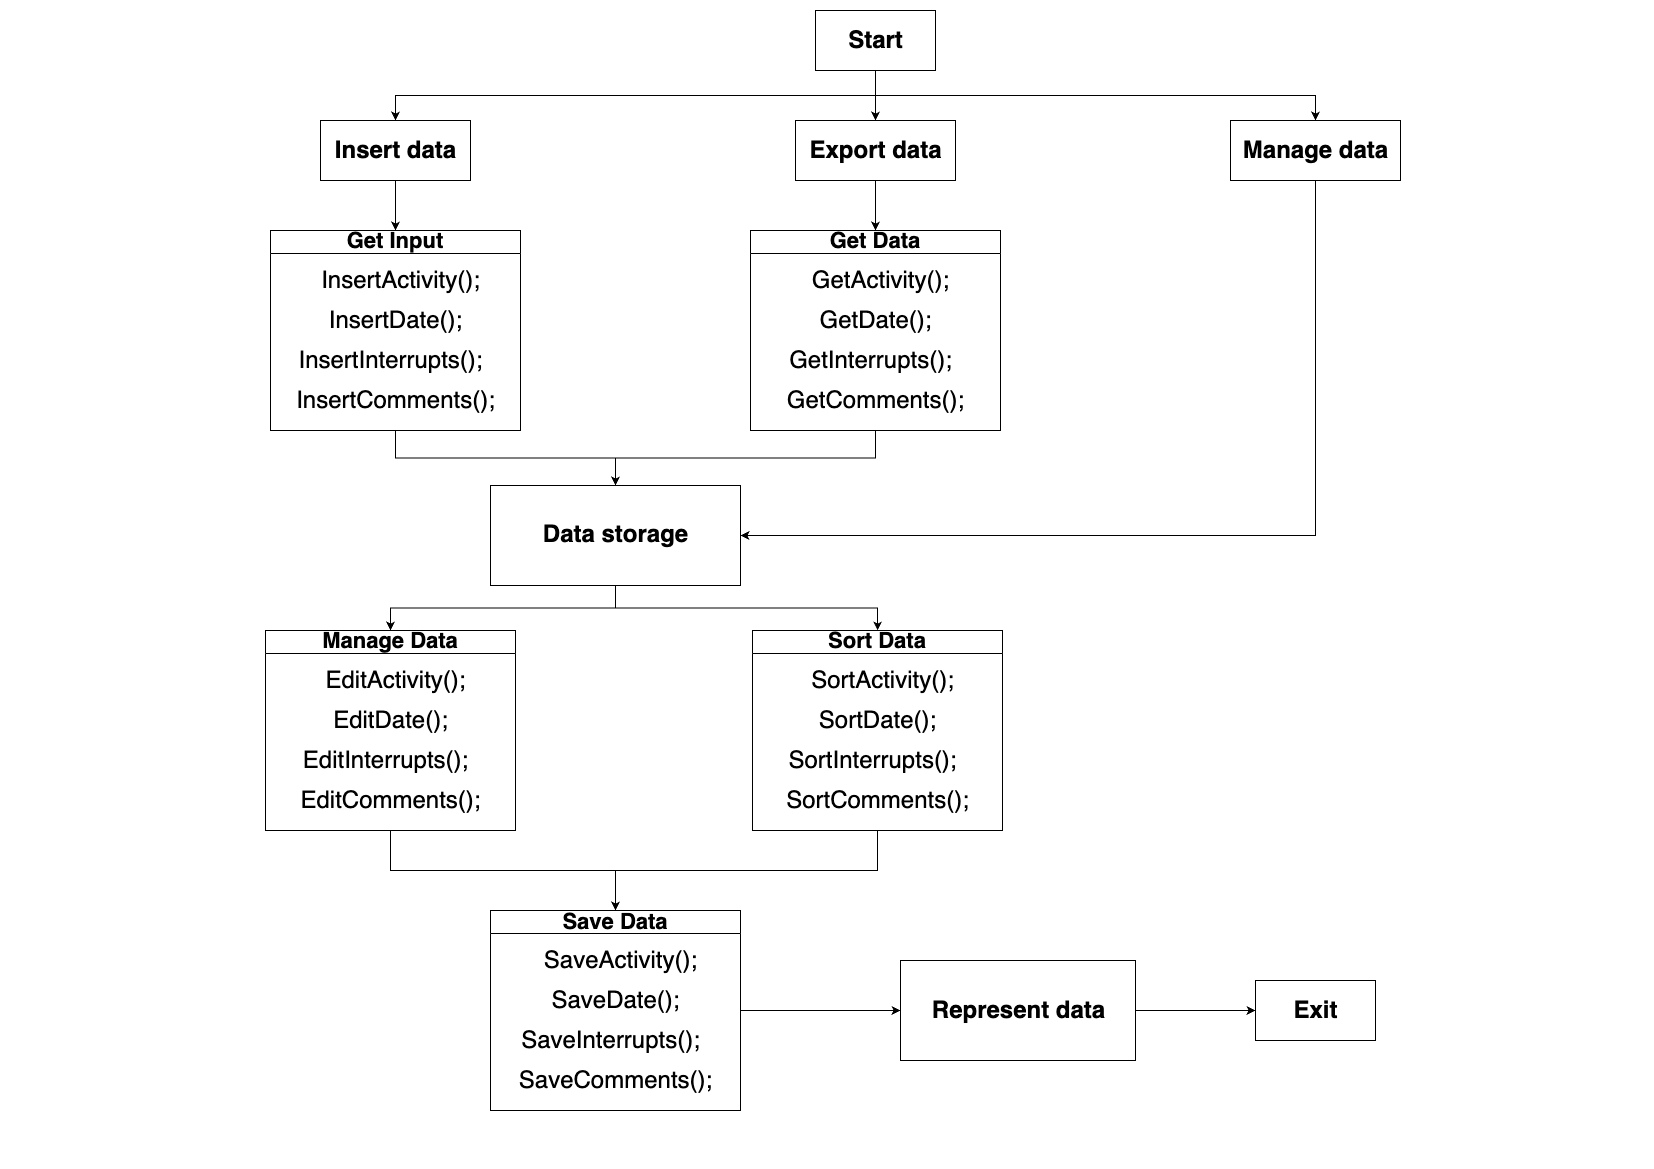 Start
Insert data
Export data
Manage data
Get Input
InsertActivity();
InsertDate();
InsertInterrupts();
InsertComments();
Get Data
GetActivity();
GetDate();
GetInterrupts();
GetComments();
Data storage
Manage Data
EditActivity();
EditDate();
EditInterrupts();
EditComments();
Sort Data
SortActivity();
SortDate();
SortInterrupts();
SortComments();
Save Data
SaveActivity();
SaveDate();
SaveInterrupts();
SaveComments();
Represent data
Exit